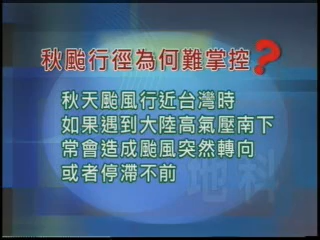 秋颱行徑為何難掌控?
秋天颱風行近台灣時
如果遇到大陸高氣壓南下
常會造成颱風突然轉向
或者停滯不前
地科